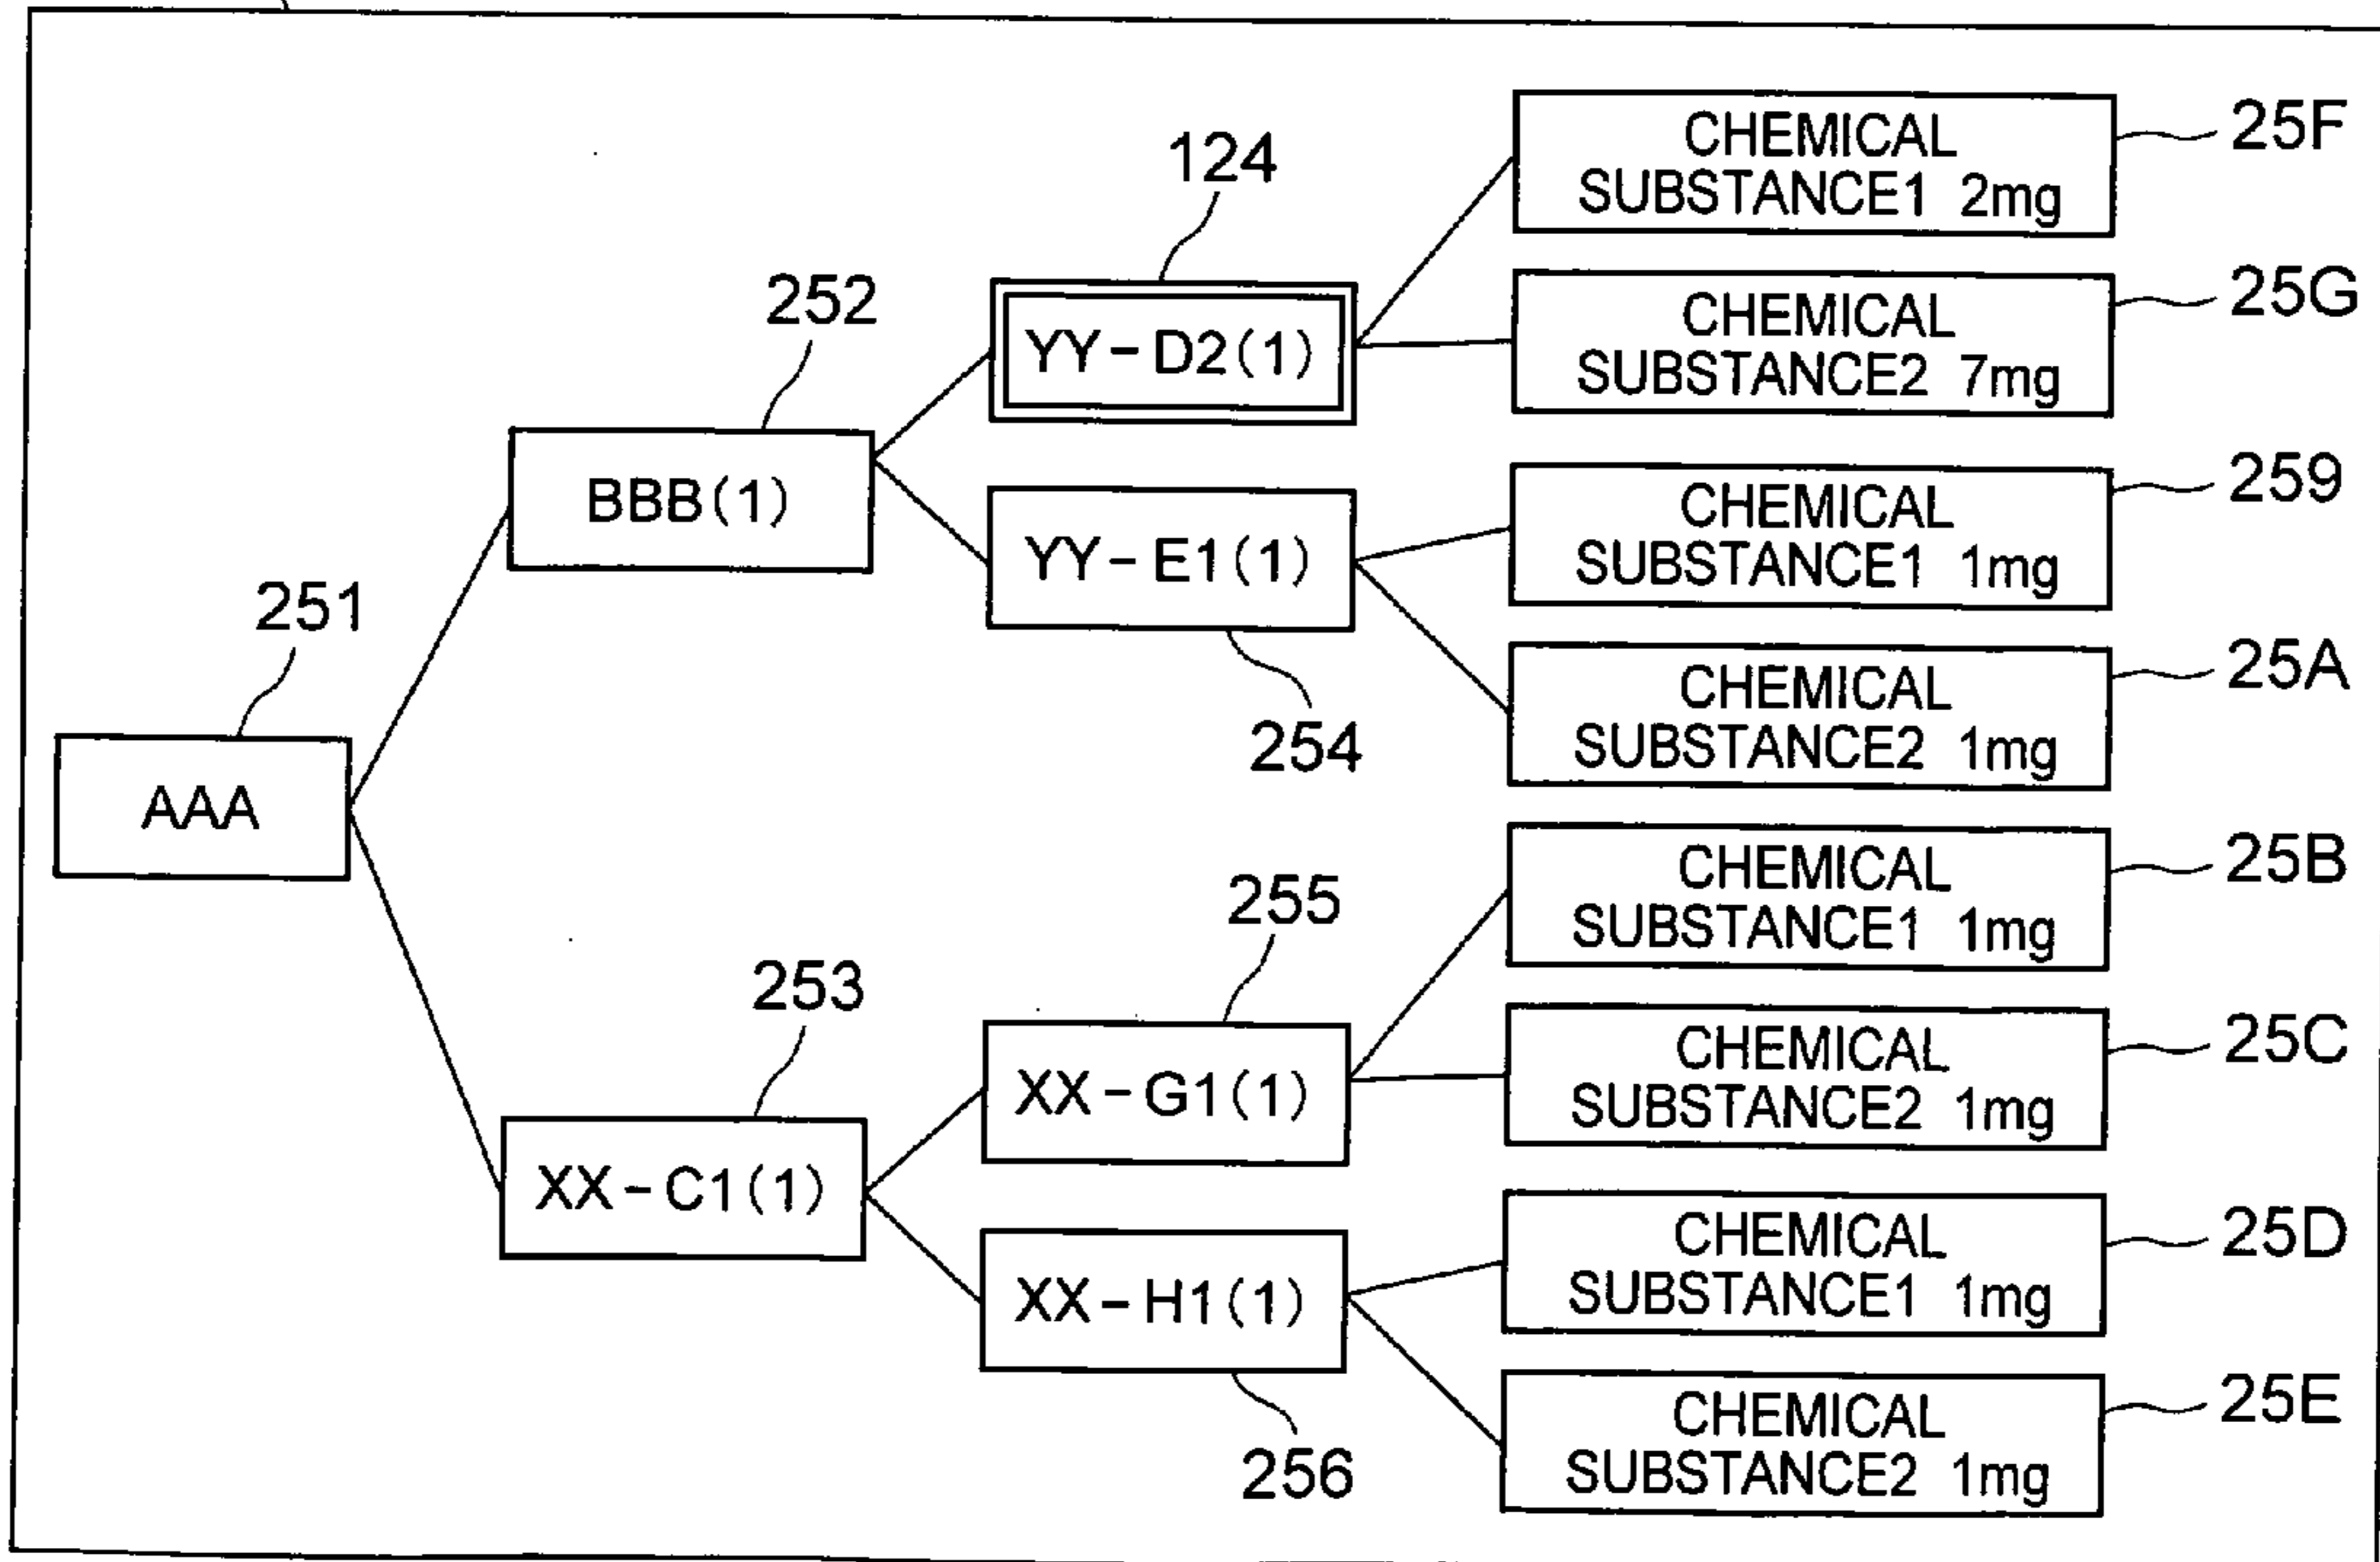 CHEMICAL
SUBSTANCE1 2mg
25F
124
CHEMICAL
SUBSTANCE2 7mg
25G
252
YY-D2(1)
CHEMICAL
SUBSTANCE1 1mg
259
BBB(1)
YY-E1(1)
251
CHEMICAL
SUBSTANCE2 1mg
25A
254
AAA
CHEMICAL
SUBSTANCE1 1mg
25B
255
253
CHEMICAL
SUBSTANCE2 1mg
25C
XX-G1(1)
XX-C1(1)
CHEMICAL
SUBSTANCE1 1mg
25D
XX-H1(1)
CHEMICAL
SUBSTANCE2 1mg
25E
256